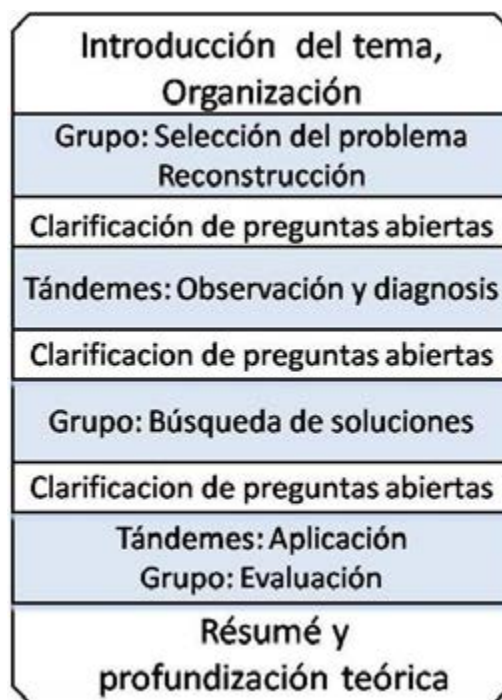 Introducción del tema,
Organización
Grupo: Selección del problema
Reconstrucción
Clarificación de preguntas abiertas
Tándemes: Observación y diagnosis
Clarificacion de preguntas abiertas
Grupo: Búsqueda de soluciones
Clarificacion de preguntas abiertas
Tándemes: Aplicación
Grupo: Evaluación
Résumé y
profundización teórica